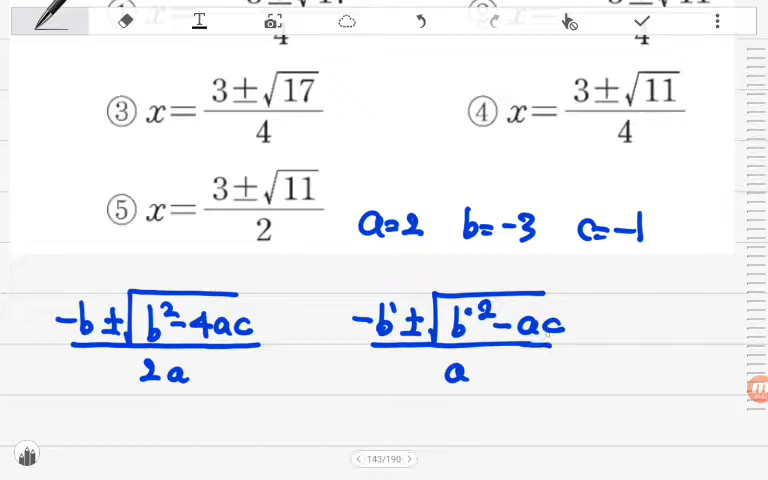 ③ x = (3±√17)/4 ④ x = (3±√11)/4
⑤ x = (3±√11)/2 a=2 b=-3 c=-1
(-b±√(b²-4ac))/(2a) (-b'±√(b'²-ac))/a
143/190